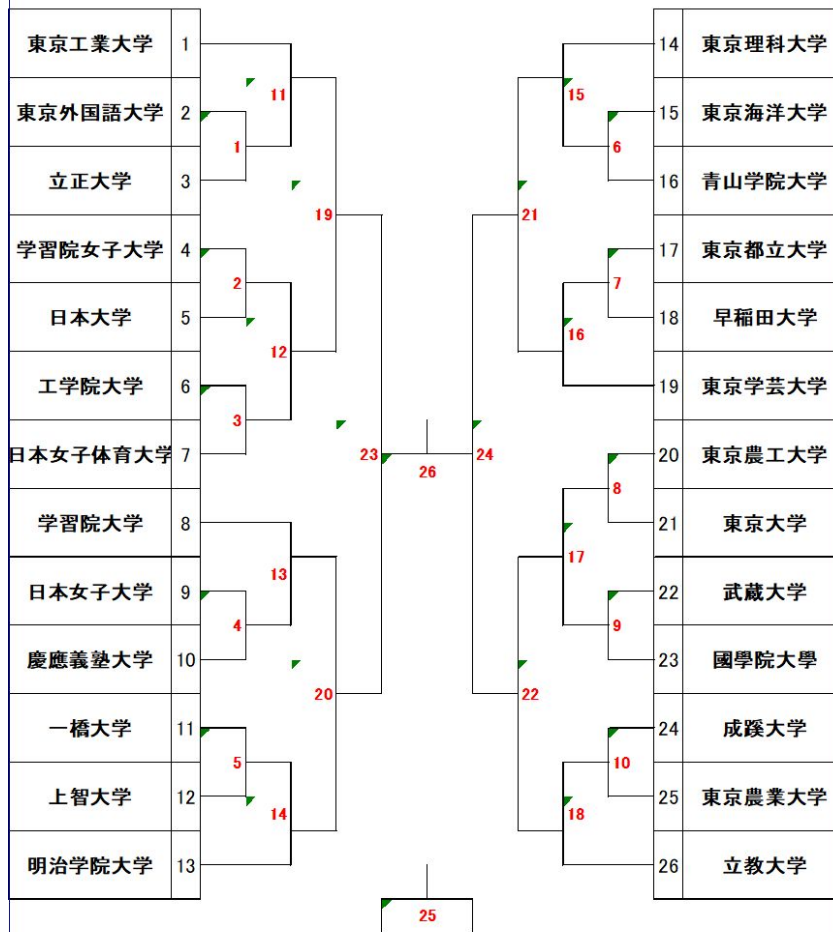 東京工業大学 1
東京外国語大学 2
立正大学 3
学習院女子大学 4
日本大学 5
工学院大学 6
日本女子体育大学 7
学習院大学 8
日本女子大学 9
慶應義塾大学 10
一橋大学 11
上智大学 12
明治学院大学 13
1
2
3
4
5
11
12
13
14
19
20
23
26
25
24
21
22
15
16
17
18
6
7
8
9
10
14 東京理科大学
15 東京海洋大学
16 青山学院大学
17 東京都立大学
18 早稲田大学
19 東京学芸大学
20 東京農工大学
21 東京大学
22 武蔵大学
23 國學院大學
24 成蹊大学
25 東京農業大学
26 立教大学